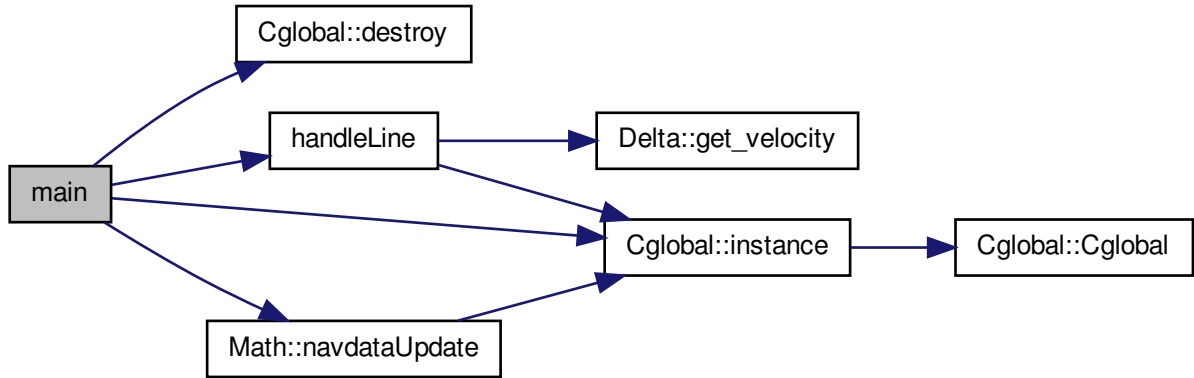 Cglobal::destroy
handleLine
Delta::get_velocity
main
Cglobal::instance
Cglobal::Cglobal
Math::navdataUpdate